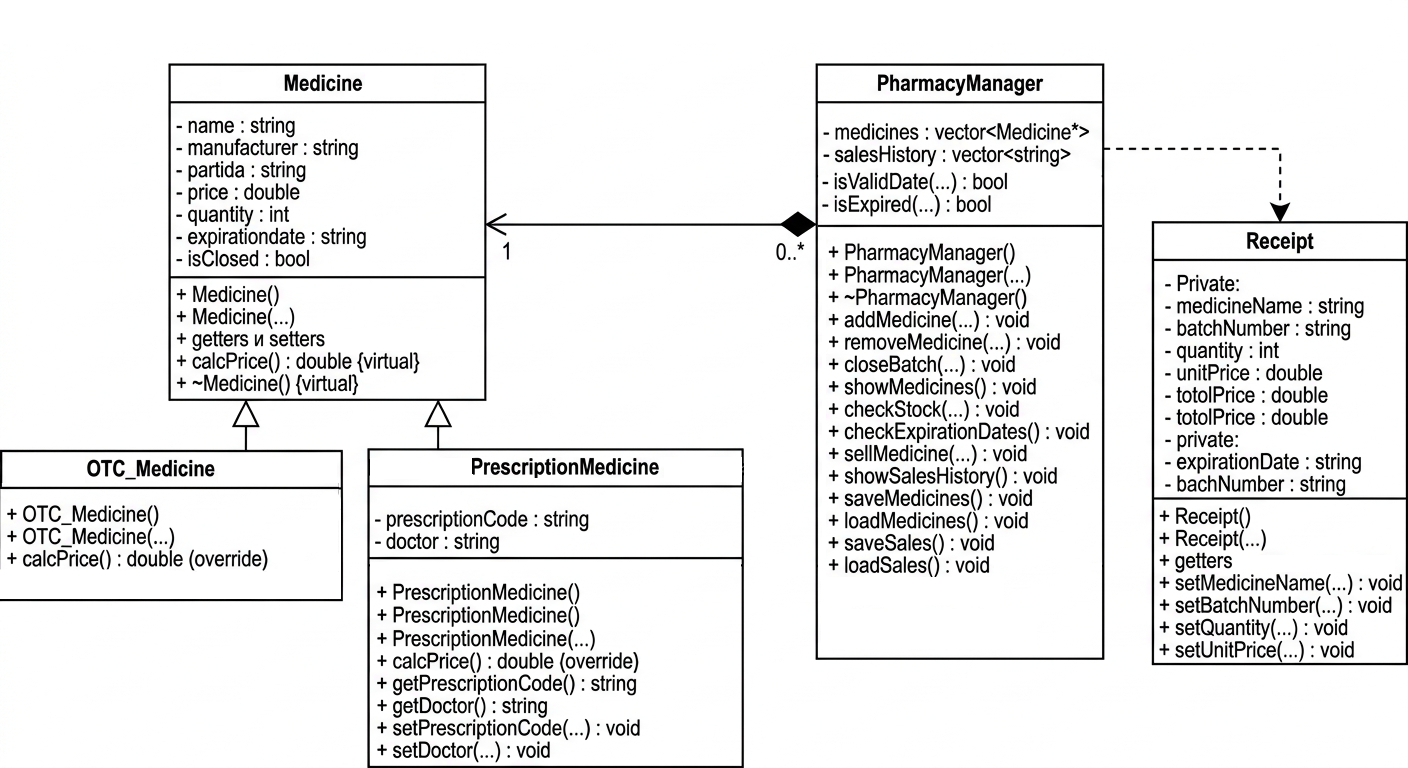 Medicine
- name : string
- manufacturer : string
- partida : string
- price : double
- quantity : int
- expirationdate : string
- isClosed : bool
+ Medicine()
+ Medicine(...)
+ getters и setters
+ calcPrice() : double {virtual}
+ ~Medicine() {virtual}
1
0..*
PharmacyManager
- medicines : vector<Medicine*>
- salesHistory : vector<string>
- isValidDate(...) : bool
- isExpired(...) : bool
+ PharmacyManager()
+ PharmacyManager(...)
+ ~PharmacyManager()
+ addMedicine(...) : void
+ removeMedicine(...) : void
+ closeBatch(...) : void
+ showMedicines() : void
+ checkStock(...) : void
+ checkExpirationDates() : void
+ sellMedicine(...) : void
+ showSalesHistory() : void
+ saveMedicines() : void
+ loadMedicines() : void
+ saveSales() : void
+ loadSales() : void
Receipt
- Private:
- medicineName : string
- batchNumber : string
- quantity : int
- unitPrice : double
- totolPrice : double
- totolPrice : double
- private:
- expirationDate : string
- bachNumber : string
+ Receipt()
+ Receipt(...)
+ getters
+ setMedicineName(...) : void
+ setBatchNumber(...) : void
+ setQuantity(...) : void
+ setUnitPrice(...) : void
OTC_Medicine
+ OTC_Medicine()
+ OTC_Medicine(...)
+ calcPrice() : double (override)
PrescriptionMedicine
- prescriptionCode : string
- doctor : string
+ PrescriptionMedicine()
+ PrescriptionMedicine()
+ PrescriptionMedicine(...)
+ calcPrice() : double (override)
+ getPrescriptionCode() : string
+ getDoctor() : string
+ setPrescriptionCode(...) : void
+ setDoctor(...) : void